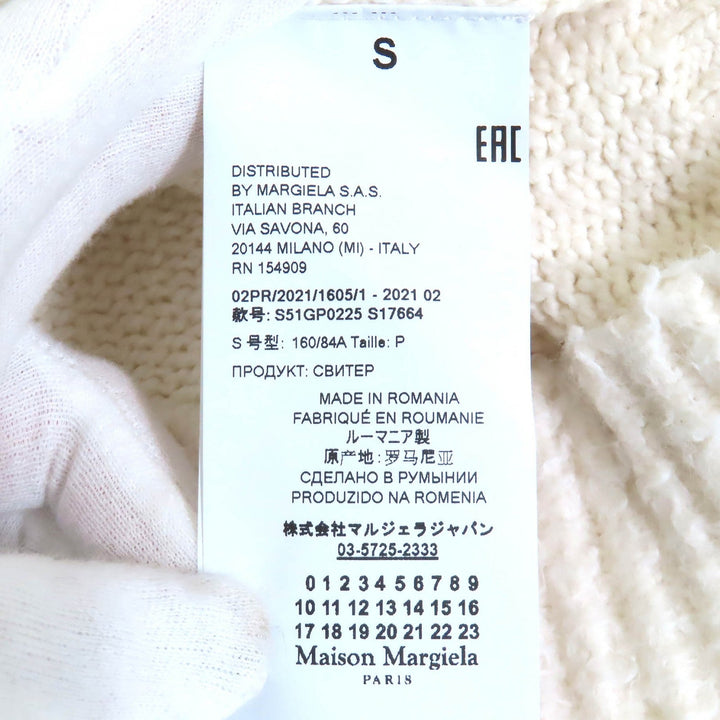 S
EAC
DISTRIBUTED
BY MARGIELA S.A.S.
ITALIAN BRANCH
VIA SAVONA, 60
20144 MILANO (MI) - ITALY
RN 154909
02PR/2021/1605/1 - 2021 02
款号: S51GP0225 S17664
S 号型: 160/84A Taille: P
ПРОДУКТ: СВИТЕР
MADE IN ROMANIA
FABRIQUÉ EN ROUMANIE
ルーマニア製
原产地:罗马尼亚
СДЕЛАНО В РУМЫНИИ
PRODUZIDO NA ROMENIA
株式会社マルジェラジャパン
03-5725-2333
0 1 2 3 4 5 6 7 8 9
10 11 12 13 14 15 16
17 18 19 20 21 22 23
Maison Margiela
PARIS